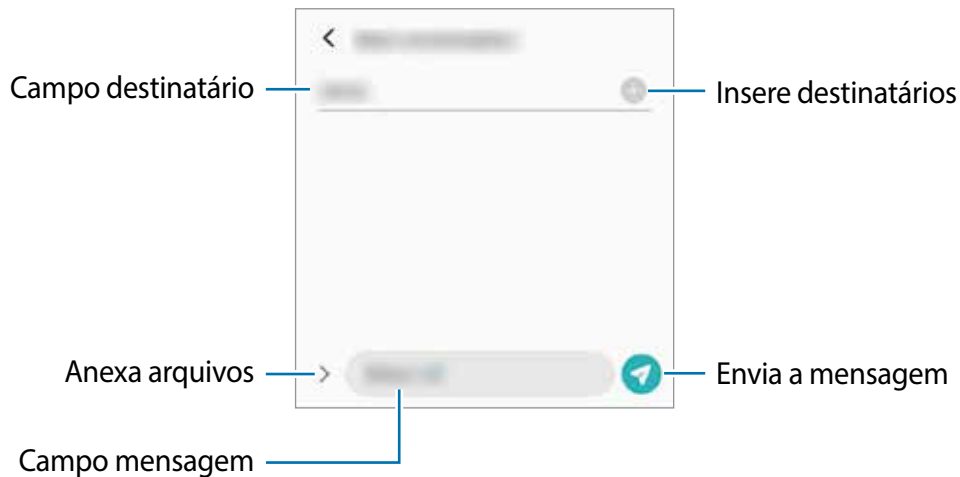 Campo destinatário
Insere destinatários
Anexa arquivos
Envia a mensagem
Campo mensagem